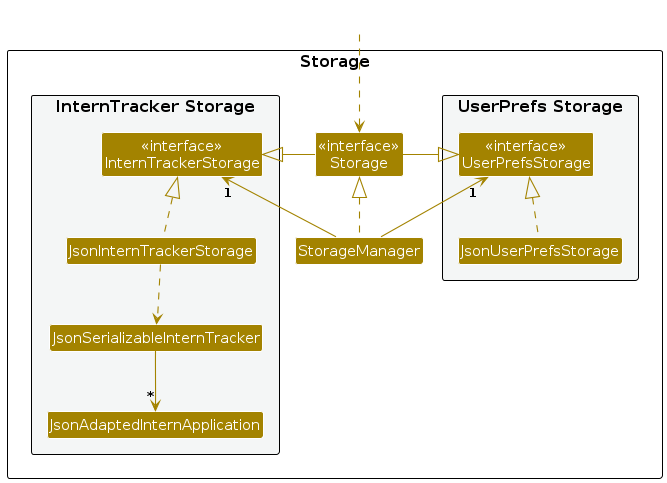 Storage
InternTracker Storage
UserPrefs Storage
«interface»
InternTrackerStorage
«interface»
Storage
«interface»
UserPrefsStorage
1
1
JsonInternTrackerStorage
StorageManager
JsonUserPrefsStorage
JsonSerializableInternTracker
*
JsonAdaptedInternApplication